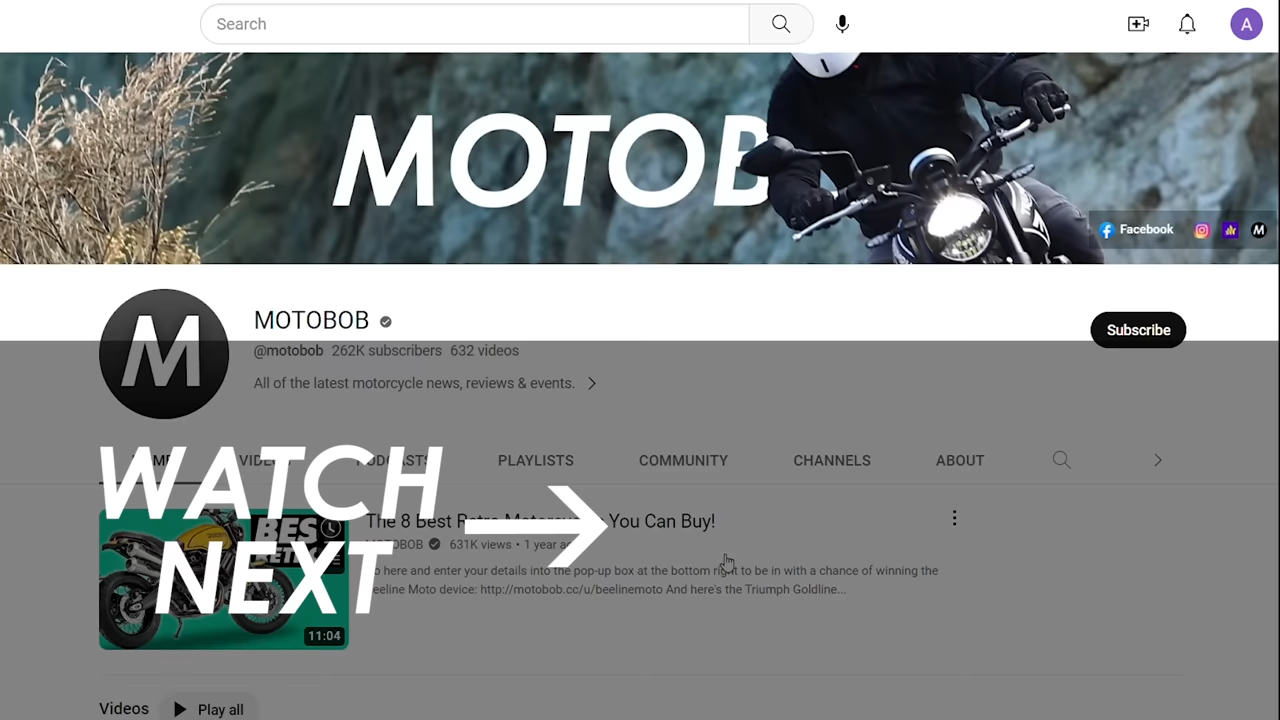 Search
A
MOTOB
Facebook
M
M
MOTOBOB
Subscribe
@motobob 262K subscribers 632 videos
All of the latest motorcycle news, reviews & events.
WATCH
NEXT
PLAYLISTS
COMMUNITY
CHANNELS
ABOUT
The 8 Best Retro You Can Buy!
631K views • 1 year
here and enter your details into the pop-up box at the bottom right to be in with a chance of winning the
Moto device: http://motobob.cc/u/beelinemoto And here's the Triumph Goldline...
11:04
Videos
Play all